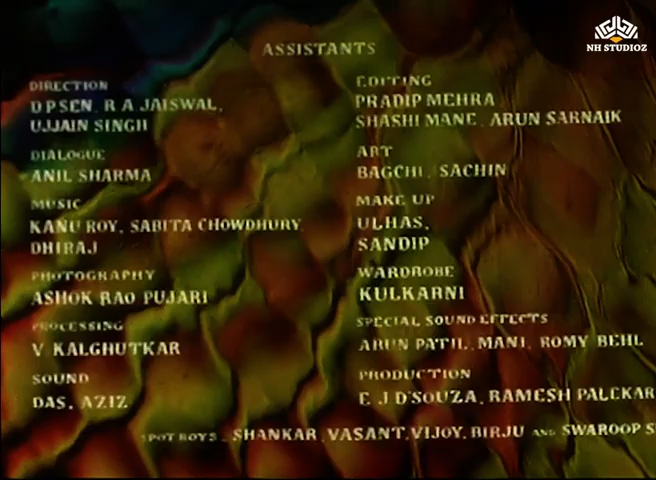 NH STUDIOZ
ASSISTANTS
DIRECTION
D P SEN, R A JAISWAL,
UJJAIN SINGH
DIALOGUE
ANIL SHARMA
MUSIC
KANU ROY, SABITA CHOWDHURY
DHIRAJ
PHOTOGRAPHY
ASHOK RAO PUJARI
PROCESSING
V KALGHUTKAR
SOUND
DAS, AZIZ
EDITING
PRADIP MEHRA
SHASHI MANE, ARUN SARNAIK
ART
BAGCHI, SACHIN
MAKE UP
ULHAS,
SANDIP
WARDROBE
KULKARNI
SPECIAL SOUND EFFECTS
ARUN PATIL, MANI, ROMY BEHL
PRODUCTION
E. J D'SOUZA, RAMESH PALEKAR
SPOT BOYS, SHANKAR, VASANT, VIJOY, BIRJU AND SWAROOP